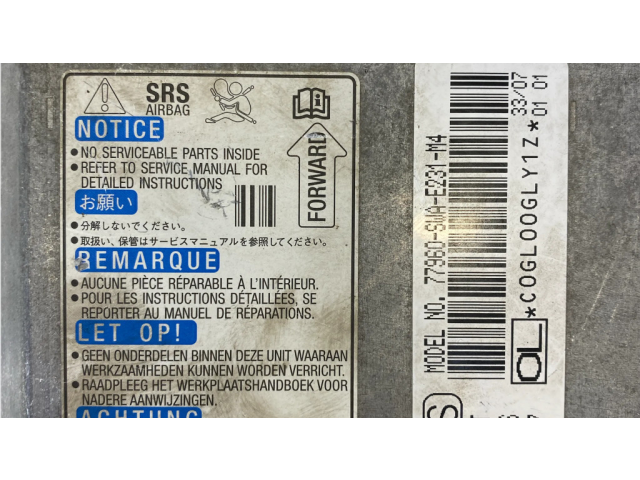 SRS
AIRBAG
NOTICE
● NO SERVICEABLE PARTS INSIDE
● REFER TO SERVICE MANUAL FOR
DETAILED INSTRUCTIONS
お願い
● 分解しないでください。
● 取扱い、保管はサービスマニュアルを参照してください。
REMARQUE
● AUCUNE PIÈCE RÉPARABLE À L'INTÉRIEUR.
● POUR LES INSTRUCTIONS DÉTAILLÉES, SE
REPORTER AU MANUEL DE RÉPARATIONS.
LET OP!
● GEEN ONDERDELEN BINNEN DEZE UNIT WAARAAN
WERKZAAMHEDEN KUNNEN WORDEN VERRICHT.
● RAADPLEEG HET WERKPLAATSHANDBOEK VOOR
NADERE AANWIJZINGEN.
ACHTUNG
FORWARD
MODEL NO. 77960-SWA-E231-M4
OL *COGLOOGLY1Z*
33/07
01 01
S